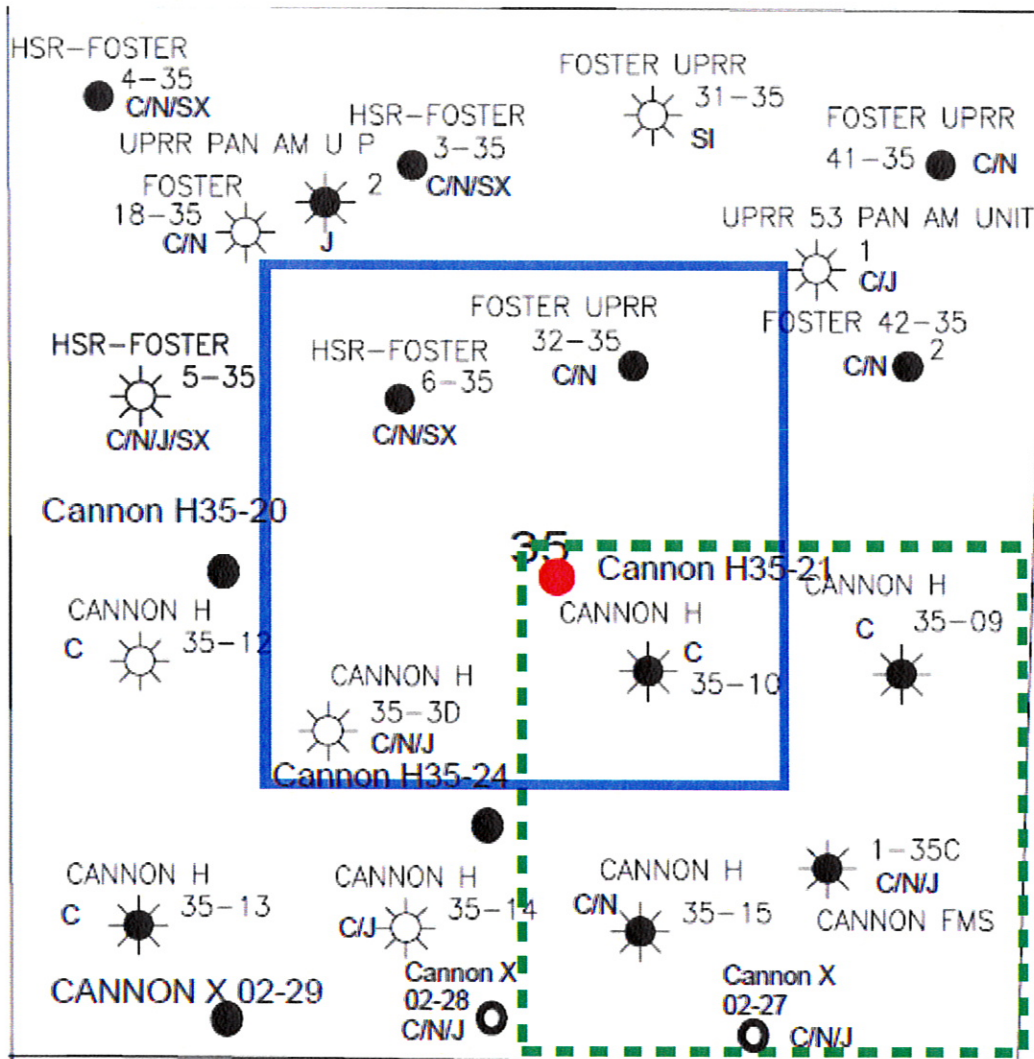 HSR-FOSTER
4-35
C/N/SX
UPRR PAN AM U P
2
J
HSR-FOSTER
3-35
C/N/SX
FOSTER UPRR
31-35
SI
FOSTER UPRR
41-35 C/N
FOSTER
18-35
C/N
UPRR 53 PAN AM UNIT
1
C/J
HSR-FOSTER
5-35
C/N/J/SX
HSR-FOSTER
6-35
C/N/SX
FOSTER UPRR
32-35
C/N
FOSTER 42-35
C/N 2
Cannon H35-20
35
Cannon H35-21
CANNON H
C 35-12
CANNON H
C
35-10
CANNON H
C 35-09
CANNON H
35-3D
C/N/J
Cannon H35-24
CANNON H
C 35-13
CANNON H
C/J 35-14
CANNON H
C/N 35-15
1-35C
C/N/J
CANNON FMS
CANNON X 02-29
Cannon X
02-28
C/N/J
Cannon X
02-27
C/N/J